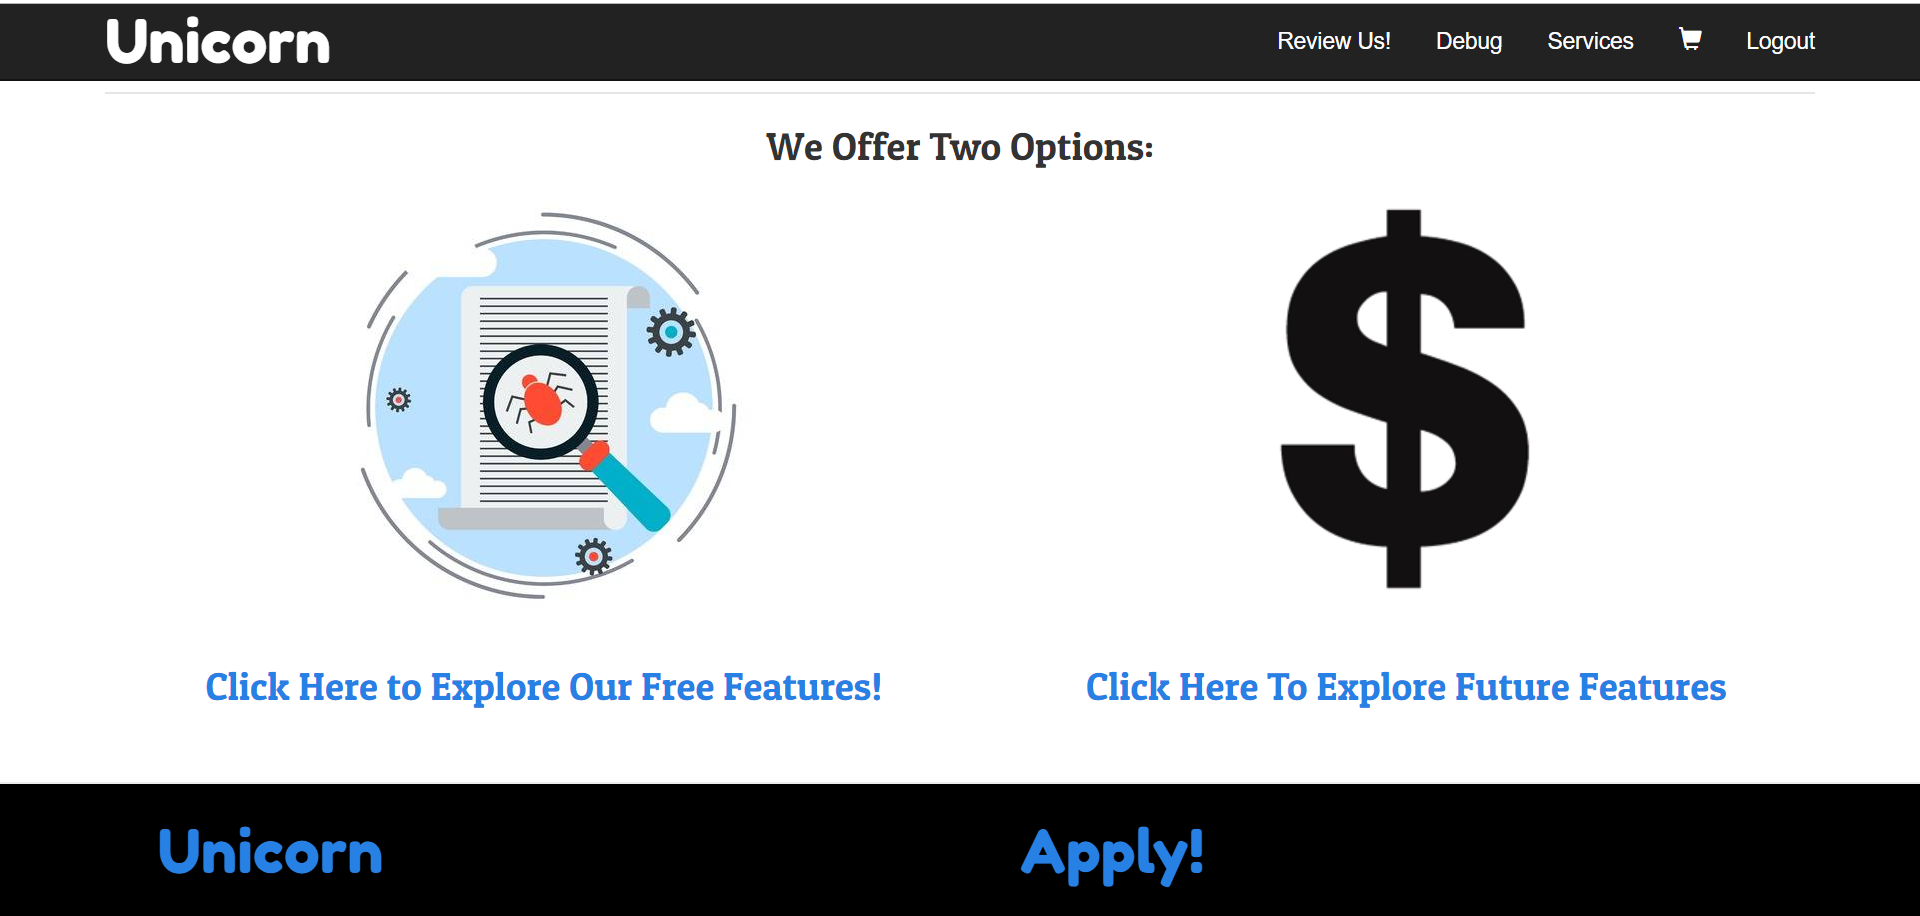 Unicorn
Review Us!
Debug
Services
Logout
We Offer Two Options:
Click Here to Explore Our Free Features!
Click Here To Explore Future Features
Unicorn
Apply!